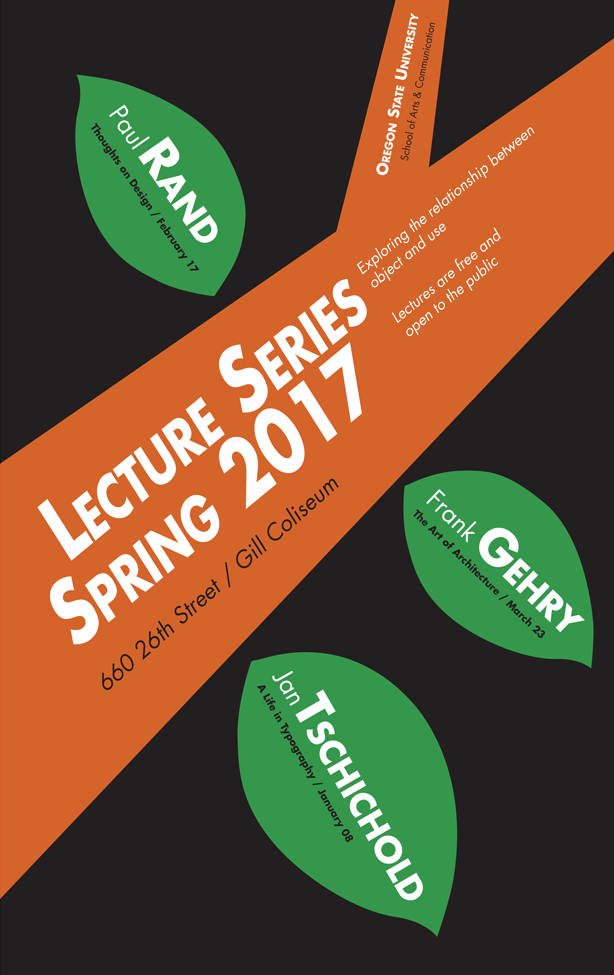 OREGON STATE UNIVERSITY
School of Arts & Communication
Paul RAND
Thoughts on Design / February 17
Exploring the relationship between
object and use
Lectures are free and
open to the public
LECTURE SERIES
SPRING 2017
660 26th Street / Gill Coliseum
Frank GEHRY
The Art of Architecture / March 23
Jan TSCHICHOLD
A Life in Typography / January 08